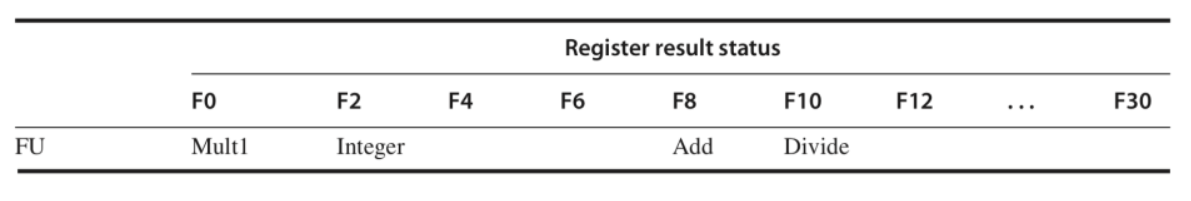 Register result status
F0 F2 F4 F6 F8 F10 F12 ... F30
FU Mult1 Integer Add Divide